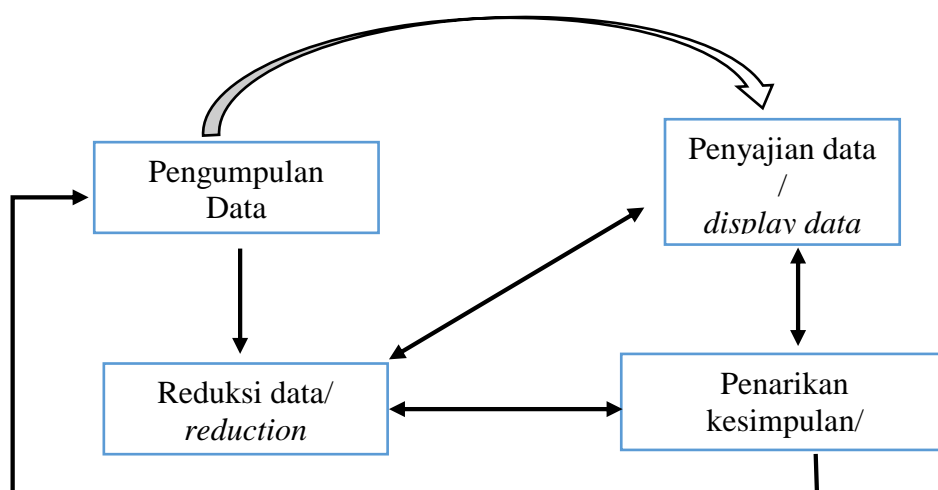 Pengumpulan
Data
Penyajian data
/
display data
Reduksi data/
reduction
Penarikan
kesimpulan/